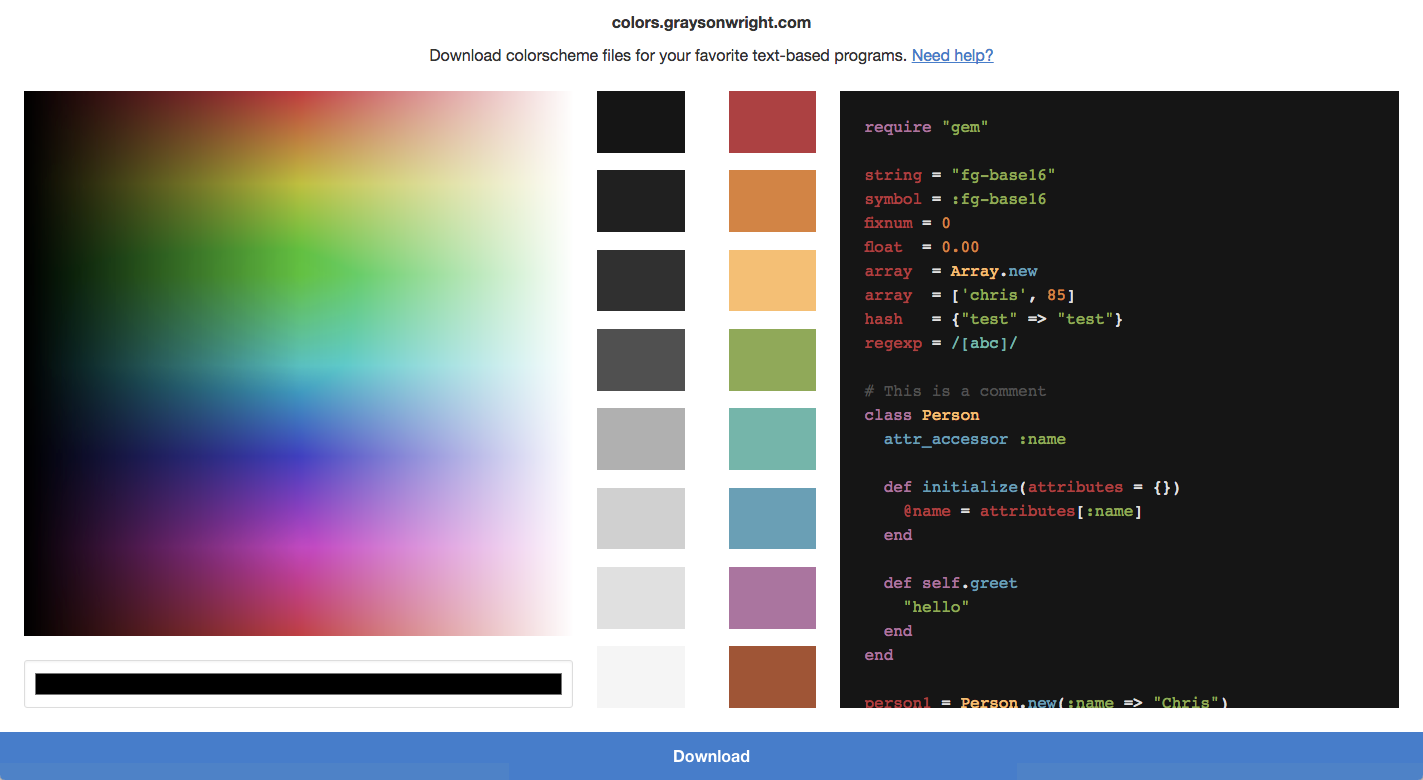 colors.graysonwright.com
Download colorscheme files for your favorite text-based programs. Need help?
require "gem"
string = "fg-base16"
symbol = :fg-base16
fixnum = 0
float  = 0.00
array  = Array.new
array  = ['chris', 85]
hash   = {"test" => "test"}
regexp = /[abc]/
# This is a comment
class Person
  attr_accessor :name
  def initialize(attributes = {})
    @name = attributes[:name]
  end
  def self.greet
    "hello"
  end
end
person1 = Person.new(:name => "Chris")
Download